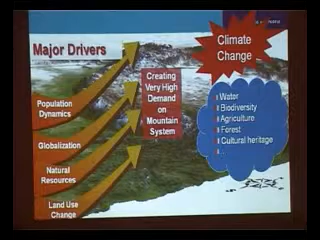 Major Drivers
Climate
Change
Creating
Very High
Demand
on
Mountain
System
Population
Dynamics
Globalization
Natural
Resources
Land Use
Change
Water
Biodiversity
Agriculture
Forest
Cultural heritage
..